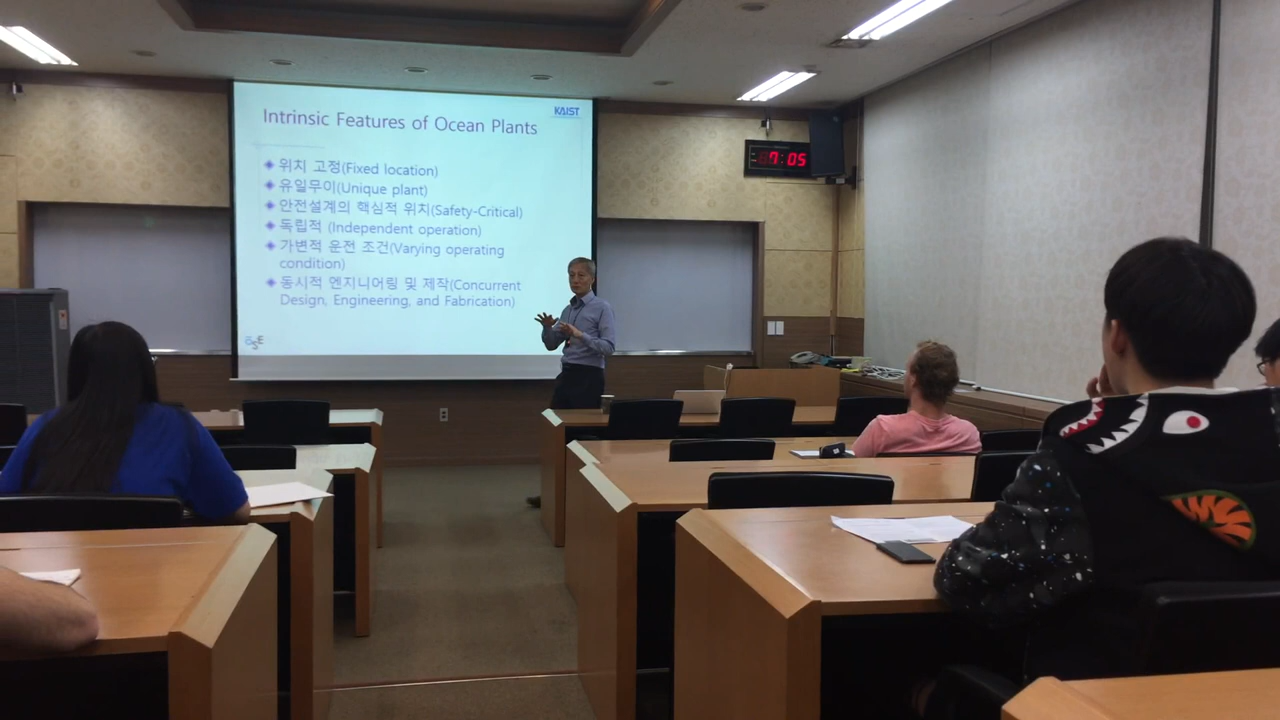 KAIST
Intrinsic Features of Ocean Plants
위치 고정(Fixed location)
유일무이(Unique plant)
안전설계의 핵심적 위치(Safety-Critical)
독립적 (Independent operation)
가변적 운전 조건(Varying operating
condition)
동시적 엔지니어링 및 제작(Concurrent
Design, Engineering, and Fabrication)
OSE
7:05